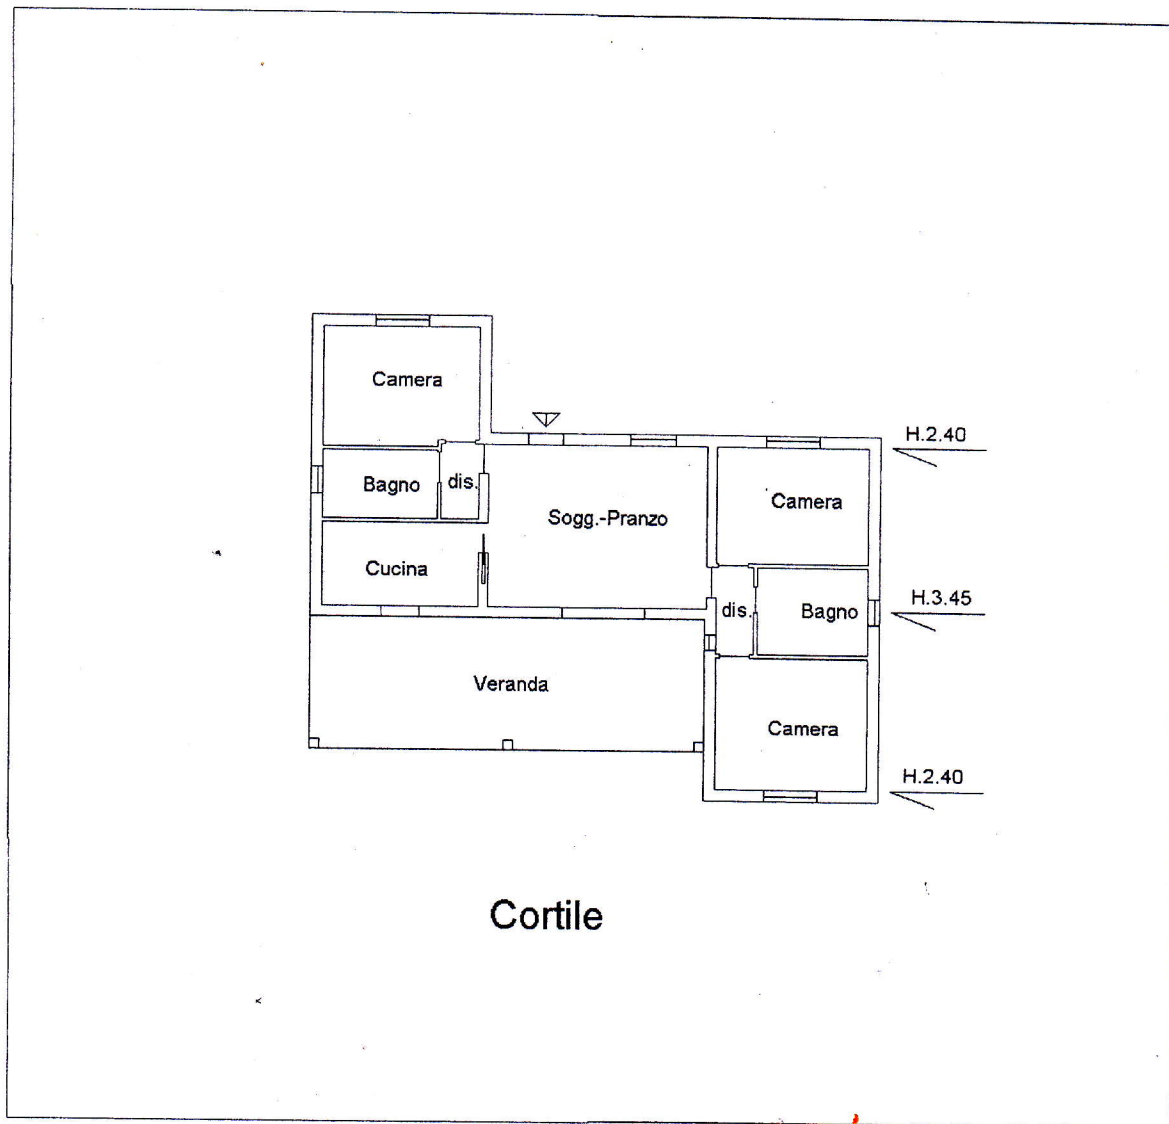 Camera
H.2.40
Bagno
dis.
Sogg.-Pranzo
Camera
Cucina
H.3.45
dis.
Bagno
Veranda
Camera
H.2.40
Cortile